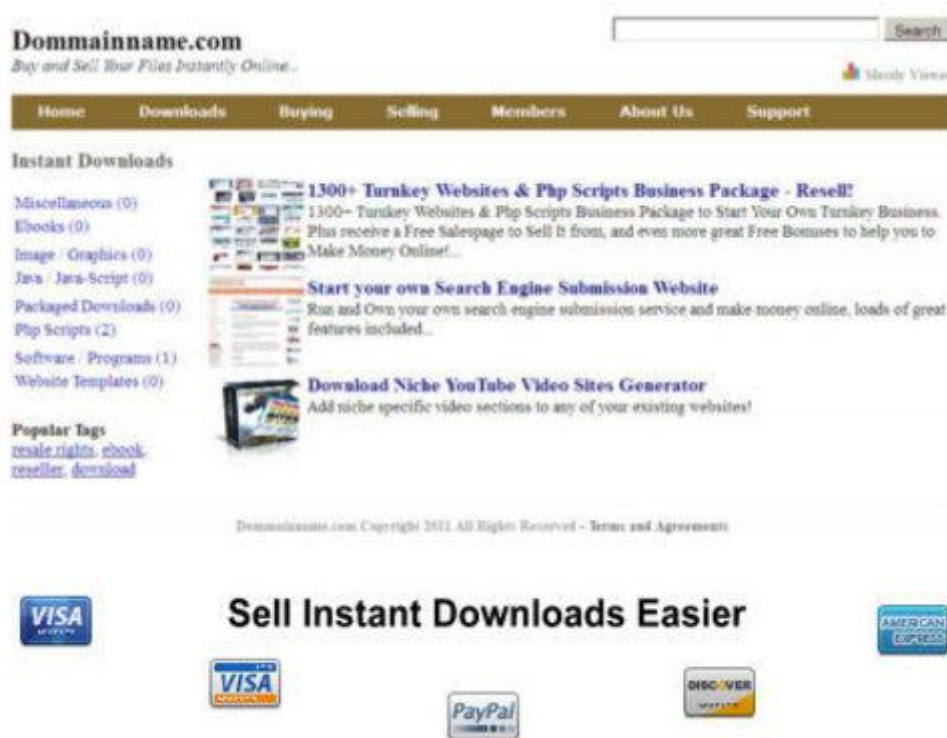 Dommainname.com
Search
Buy and Sell Your Files Instantly Online...
Home Downloads Buying Selling Members About Us Support
Instant Downloads
Miscellaneous (0)
Ebooks (0)
Image / Graphics (0)
Java / Java-Script (0)
Packaged Downloads (0)
Php Scripts (2)
Software / Programs (1)
Website Templates (0)
Popular Tags
resale rights, ebook,
reseller, download
1300+ Turnkey Websites & Php Scripts Business Package - Resell!
1300+ Turnkey Websites & Php Scripts Business Package to Start Your Own Turnkey Business.
Plus receive a Free Salespage to Sell It from, and even more great Free Bonuses to help you to
Make Money Online!...
Start your own Search Engine Submission Website
Run and Own your own search engine submission service and make money online, loads of great
features included...
Download Niche YouTube Video Sites Generator
Add niche specific video sections to any of your existing websites!
Dommainname.com Copyright 2011 All Rights Reserved - Terms and Agreements
Sell Instant Downloads Easier
VISA
AMERICAN
EXPRESS
VISA
DISCOVER
PayPal